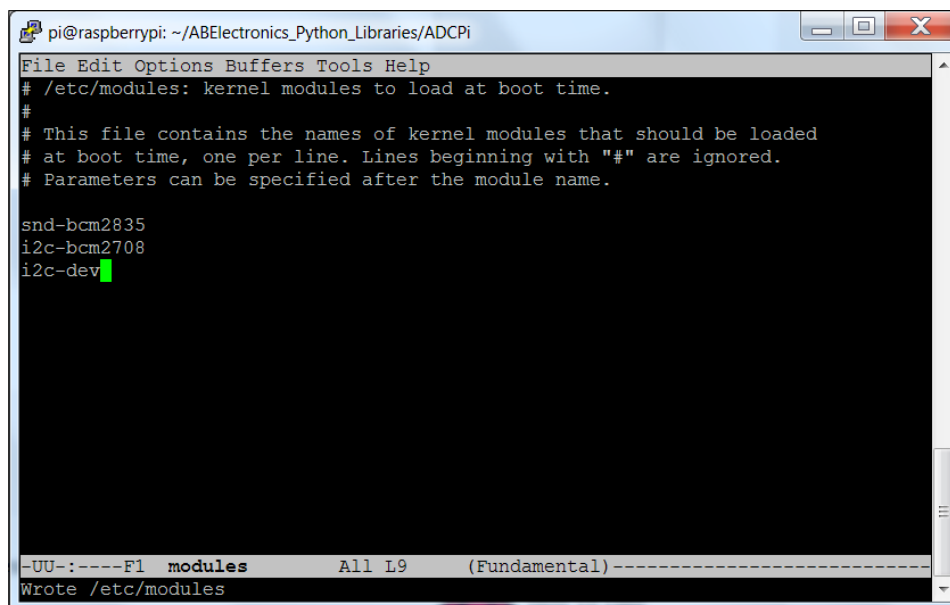 pi@raspberrypi: ~/ABElectronics_Python_Libraries/ADCPi
File Edit Options Buffers Tools Help
# /etc/modules: kernel modules to load at boot time.
#
# This file contains the names of kernel modules that should be loaded
# at boot time, one per line. Lines beginning with "#" are ignored.
# Parameters can be specified after the module name.
snd-bcm2835
i2c-bcm2708
i2c-dev
-UU-:----F1  modules      All L9     (Fundamental)----------------------------
Wrote /etc/modules